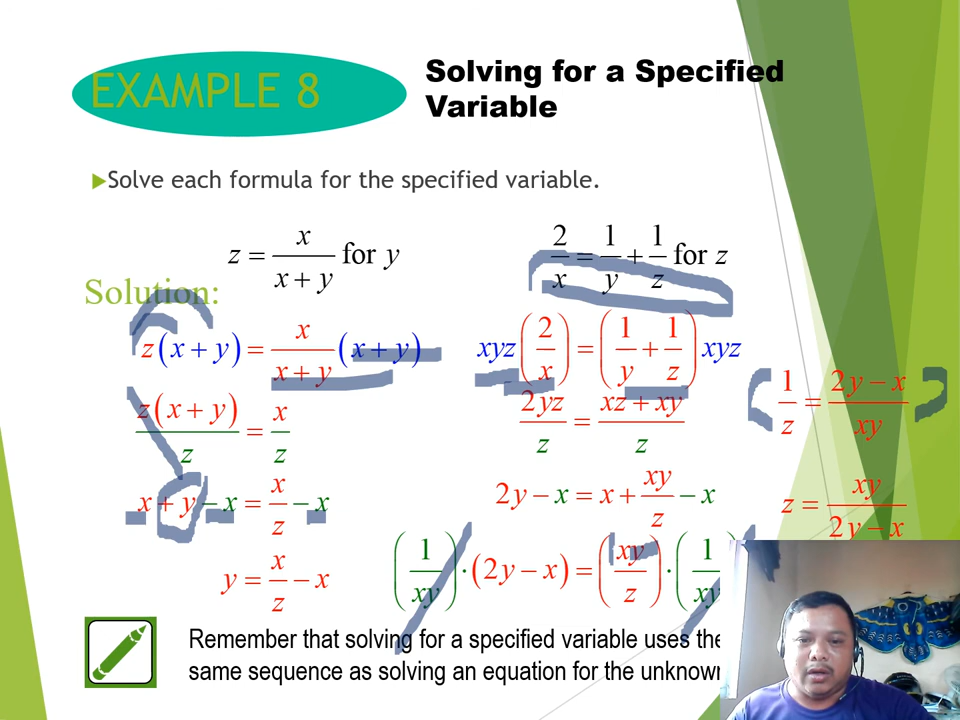 EXAMPLE 8
Solving for a Specified
Variable
Solve each formula for the specified variable.
z = x/(x + y) for y
2/x = 1/y + 1/z for z
Solution:
z(x + y) = x/(x + y) (x + y)
xyz(2/x) = (1/y + 1/z) xyz
z(x + y)/z = x/z
2yz/z = (xz + xy)/z
1/z = (2y − x)/xy
x + y − x = x/z − x
2y − x = x + xy/z − x
z = xy/(2y − x)
y = x/z − x
(1/xy) · (2y − x) = (xy/z) · (1/xy
Remember that solving for a specified variable uses the
same sequence as solving an equation for the unknown